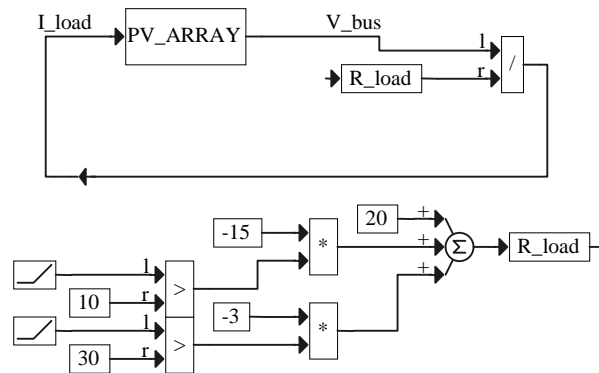 I_load
V_bus
PV_ARRAY
l
r
/
R_load
-15
*
20
+
+
+
Σ
R_load
l
r
>
10
-3
*
l
r
>
30